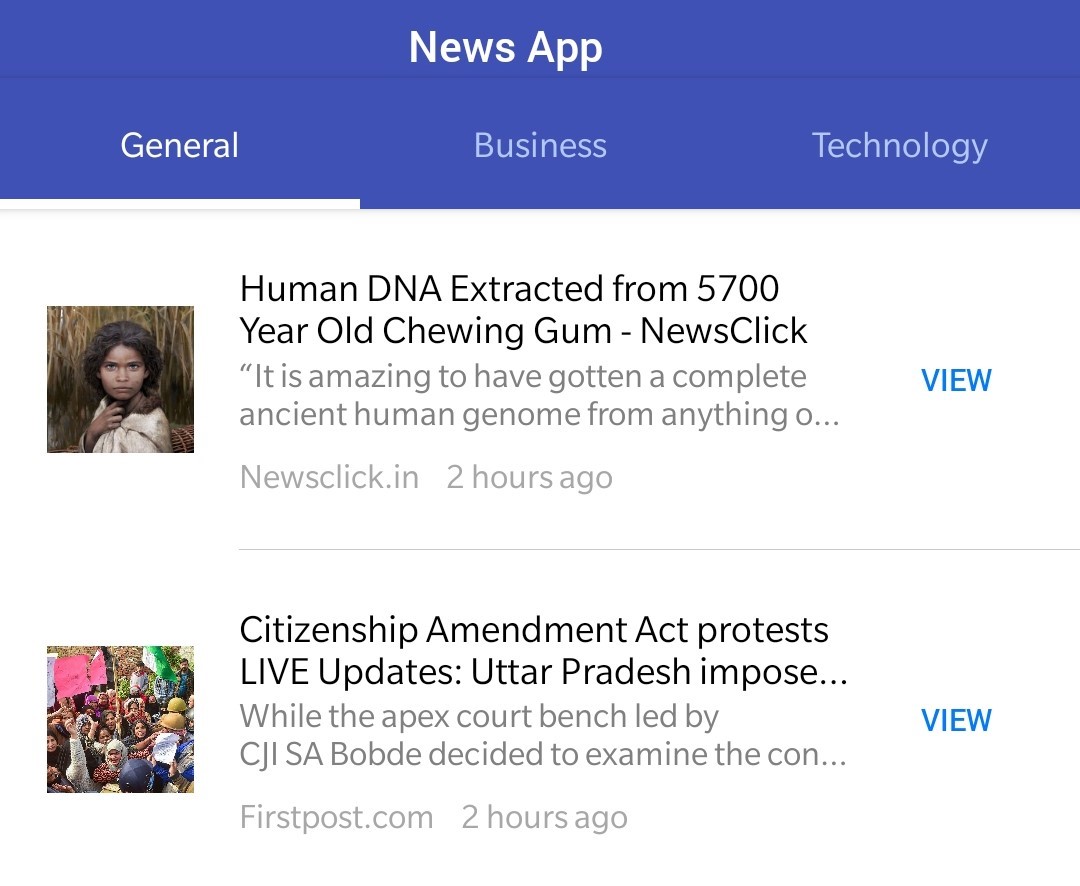 News App
General Business Technology
Human DNA Extracted from 5700
Year Old Chewing Gum - NewsClick
“It is amazing to have gotten a complete
ancient human genome from anything o...
VIEW
Newsclick.in 2 hours ago
Citizenship Amendment Act protests
LIVE Updates: Uttar Pradesh impose...
While the apex court bench led by
CJI SA Bobde decided to examine the con...
VIEW
Firstpost.com 2 hours ago